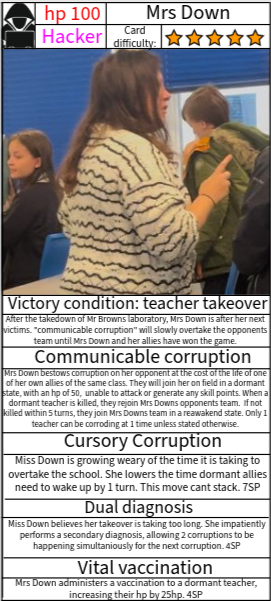 hp 100
Mrs Down
Hacker
Card
difficulty:
Victory condition: teacher takeover
After the takedown of Mr Browns laboratory, Mrs Down is after her next
victims. "communicable corruption" will slowly overtake the opponents
team until Mrs Down and her allies have won the game.
Communicable corruption
Mrs Down bestows corruption on her opponent at the cost of the life of one
of her own allies of the same class. They will join her on field in a dormant
state, with an hp of 50, unable to attack or generate any skill points. When a
dormant teacher is killed, they rejoin Mrs Downs opponents team. If not
killed within 5 turns, they join Mrs Downs team in a reawakend state. Only 1
teacher can be corroding at 1 time unless stated otherwise.
Cursory Corruption
Miss Down is growing weary of the time it is taking to
overtake the school. She lowers the time dormant allies
need to wake up by 1 turn. This move cant stack. 7SP
Dual diagnosis
Miss Down believes her takeover is taking too long. She impatiently
performs a secondary diagnosis, allowing 2 corruptions to be
happening simultaniously for the next corruption. 4SP
Vital vaccination
Mrs Down administers a vaccination to a dormant teacher,
increasing their hp by 25hp. 4SP